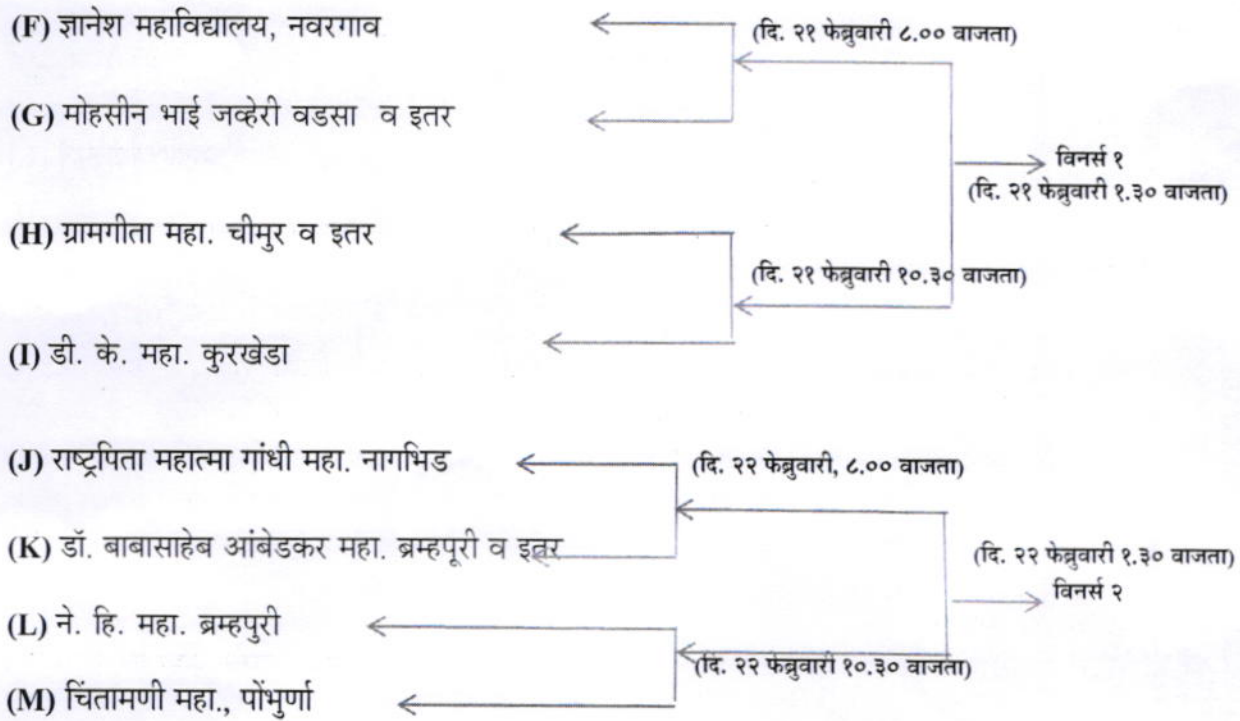 (F) ज्ञानेश महाविद्यालय, नवरगाव
(दि. २१ फेब्रुवारी ८.०० वाजता)
(G) मोहसीन भाई जव्हेरी वडसा व इतर
विनर्स १
(दि. २१ फेब्रुवारी १.३० वाजता)
(H) ग्रामगीता महा. चीमुर व इतर
(दि. २१ फेब्रुवारी १०.३० वाजता)
(I) डी. के. महा. कुरखेडा
(J) राष्ट्रपिता महात्मा गांधी महा. नागभिड
(दि. २२ फेब्रुवारी, ८.०० वाजता)
(K) डॉ. बाबासाहेब आंबेडकर महा. ब्रम्हपूरी व इतर
(दि. २२ फेब्रुवारी १.३० वाजता)
विनर्स २
(L) ने. हि. महा. ब्रम्हपुरी
(दि. २२ फेब्रुवारी १०.३० वाजता)
(M) चिंतामणी महा., पोंभुर्णा